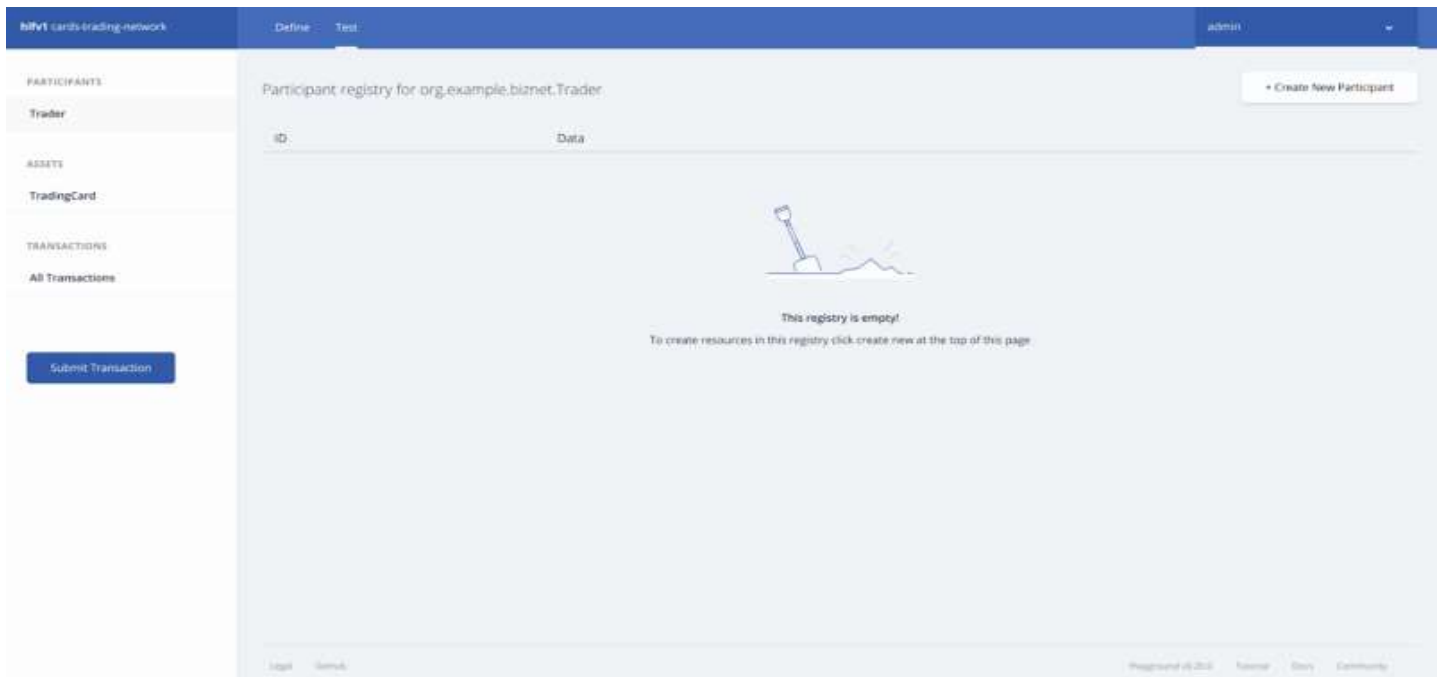 hlfv1 cards-trading-network
Define Test
admin
PARTICIPANTS
Trader
ASSETS
TradingCard
TRANSACTIONS
All Transactions
Submit Transaction
Participant registry for org.example.biznet.Trader
+ Create New Participant
ID Data
This registry is empty!
To create resources in this registry click create new at the top of this page
Legal GitHub
Playground Tutorial Docs Community